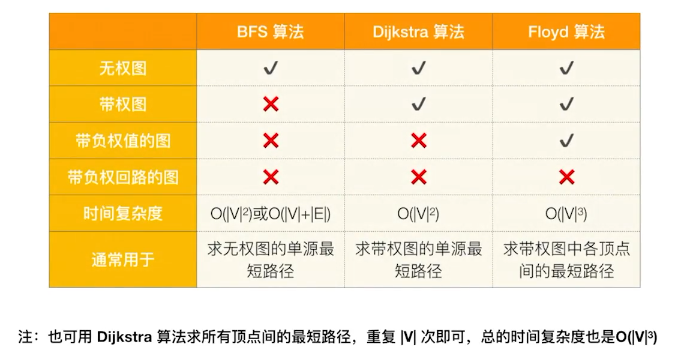 BFS 算法 Dijkstra 算法 Floyd 算法
无权图 ✓ ✓ ✓
带权图 ✗ ✓ ✓
带负权值的图 ✗ ✗ ✓
带负权回路的图 ✗ ✗ ✗
时间复杂度 O(|V|²)或O(|V|+|E|) O(|V|²) O(|V|³)
通常用于 求无权图的单源最短路径 求带权图的单源最短路径 求带权图中各顶点间的最短路径
注：也可用 Dijkstra 算法求所有顶点间的最短路径，重复 |V| 次即可，总的时间复杂度也是O(|V|³)